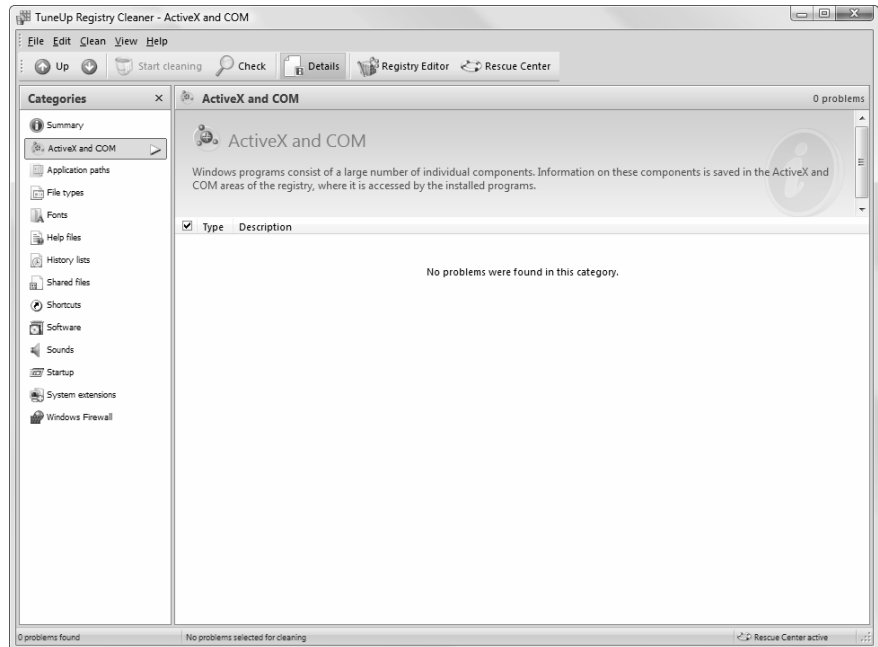 TuneUp Registry Cleaner - ActiveX and COM
File Edit Clean View Help
Up Start cleaning Check Details Registry Editor Rescue Center
Categories
Summary
ActiveX and COM
Application paths
File types
Fonts
Help files
History lists
Shared files
Shortcuts
Software
Sounds
Startup
System extensions
Windows Firewall
ActiveX and COM 0 problems
ActiveX and COM
Windows programs consist of a large number of individual components. Information on these components is saved in the ActiveX and
COM areas of the registry, where it is accessed by the installed programs.
Type Description
No problems were found in this category.
0 problems found No problems selected for cleaning Rescue Center active